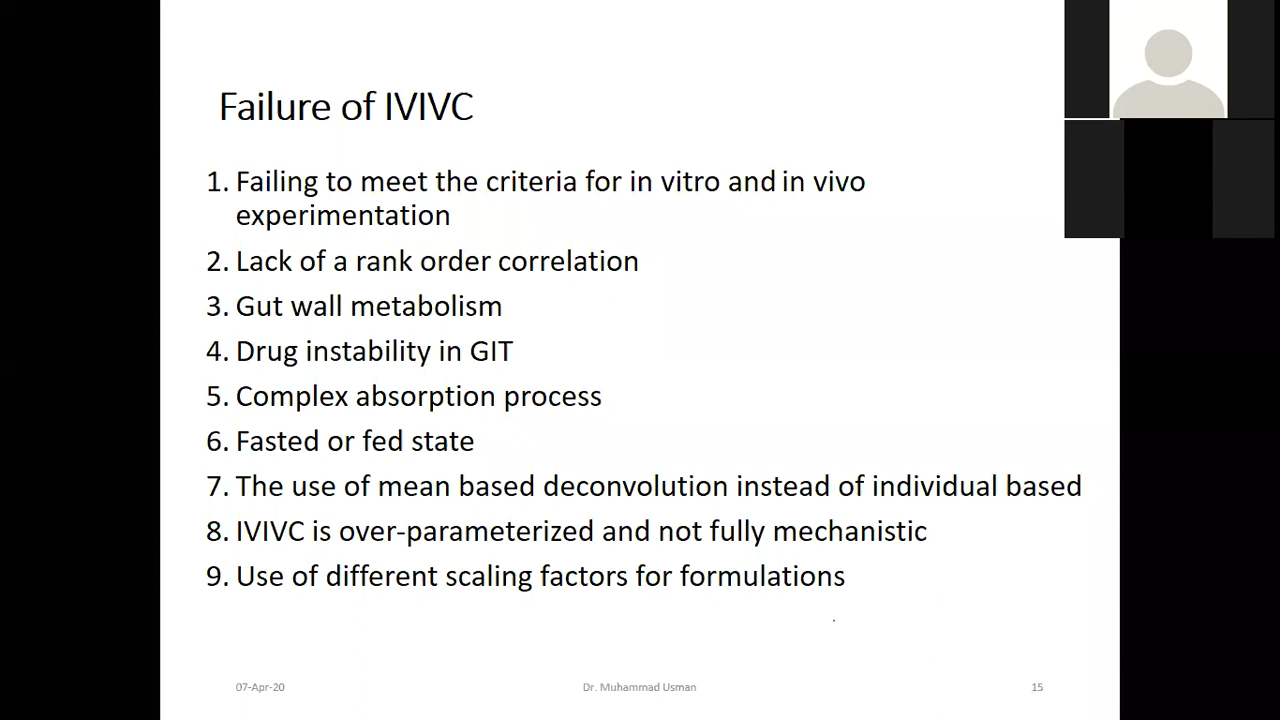 Failure of IVIVC
1. Failing to meet the criteria for in vitro and in vivo
experimentation
2. Lack of a rank order correlation
3. Gut wall metabolism
4. Drug instability in GIT
5. Complex absorption process
6. Fasted or fed state
7. The use of mean based deconvolution instead of individual based
8. IVIVC is over-parameterized and not fully mechanistic
9. Use of different scaling factors for formulations
07-Apr-20 Dr. Muhammad Usman 15